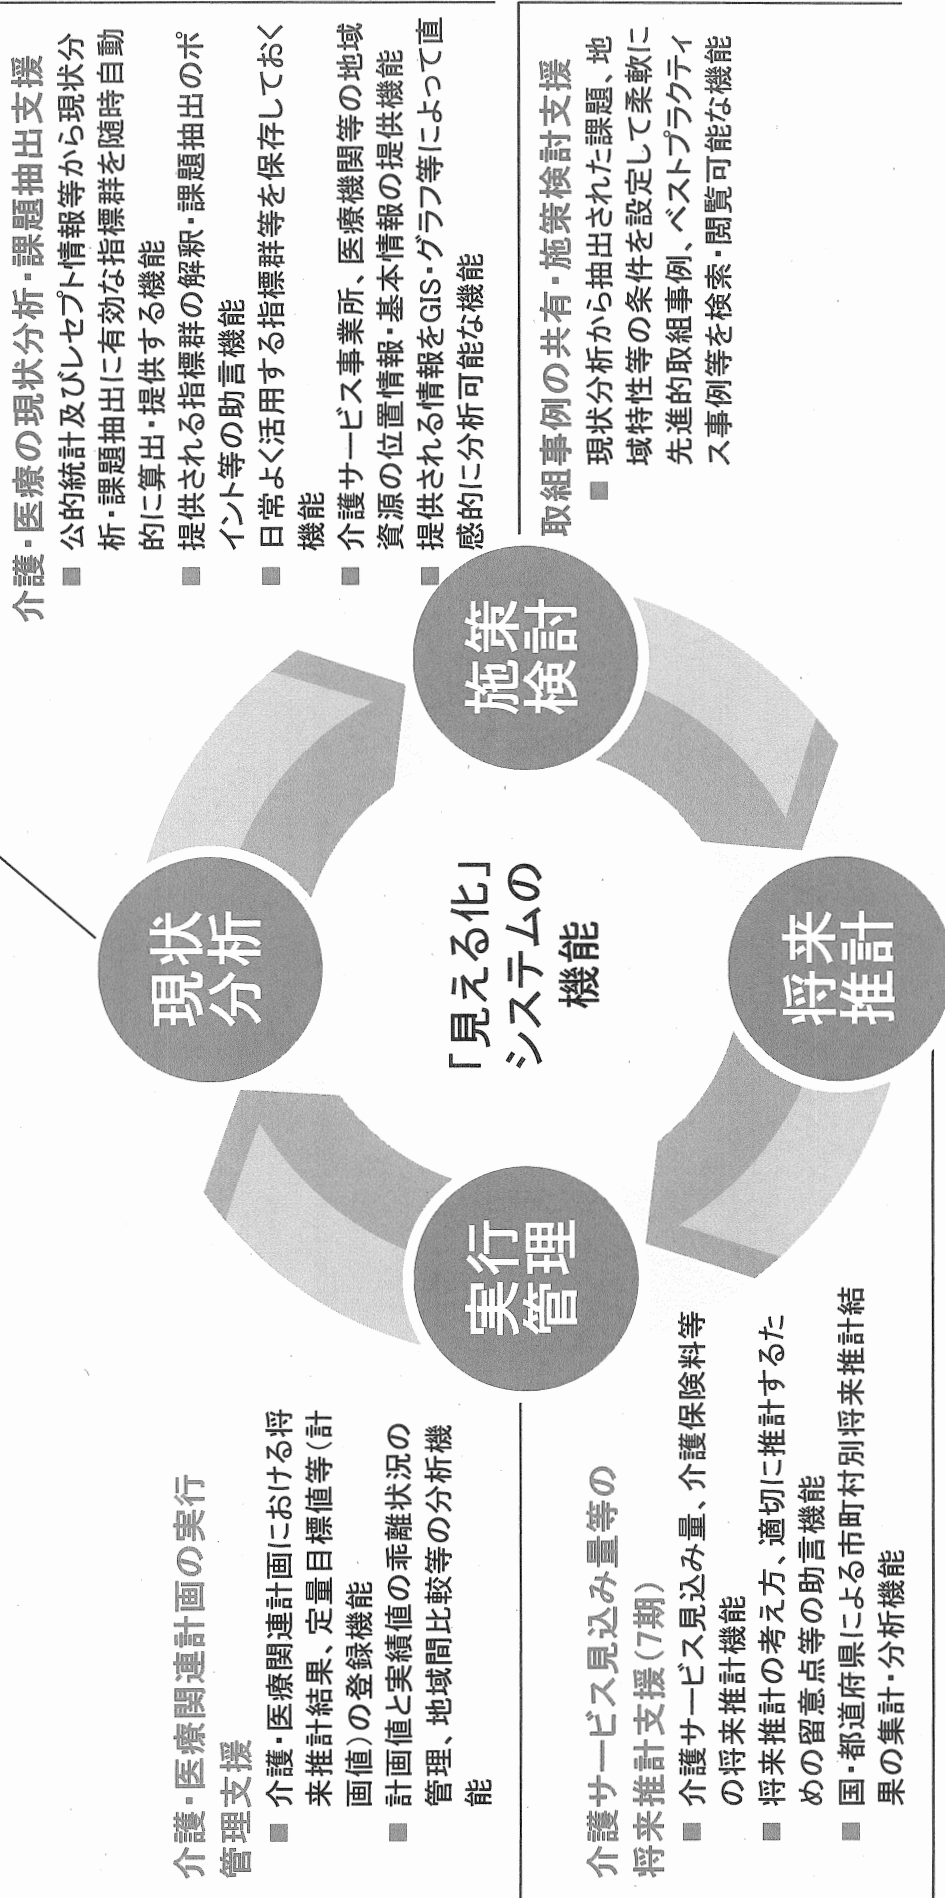 介護・医療の現状分析・課題抽出支援
■ 公的統計及びレセプト情報等から現状分
析・課題抽出に有効な指標群を随時自動
的に算出・提供する機能
■ 提供される指標群の解釈・課題抽出のポ
イント等の助言機能
■ 日常よく活用する指標群等を保存しておく
機能
■ 介護サービス事業所、医療機関等の地域
資源の位置情報・基本情報の提供機能
■ 提供される情報をGIS・グラフ等によって直
感的に分析可能な機能
取組事例の共有・施策検討支援
■ 現状分析から抽出された課題、地
域特性等の条件を設定して柔軟に
先進的取組事例、ベストプラクティ
ス事例等を検索・閲覧可能な機能
現状
分析
施策
検討
「見える化」
システムの
機能
将来
推計
実行
管理
介護・医療関連計画の実行
管理支援
■ 介護・医療関連計画における将
来推計結果、定量目標値等(計
画値)の登録機能
■ 計画値と実績値の乖離状況の
管理、地域間比較等の分析機
能
介護サービス見込み量等の
将来推計支援(7期)
■ 介護サービス見込み量、介護保険料等
の将来推計機能
■ 将来推計の考え方、適切に推計するた
めの留意点等の助言機能
■ 国・都道府県による市町村別将来推計結
果の集計・分析機能